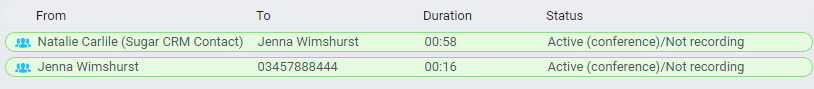 From To Duration Status
Natalie Carlile (Sugar CRM Contact) Jenna Wimshurst 00:58 Active (conference)/Not recording
Jenna Wimshurst 03457888444 00:16 Active (conference)/Not recording